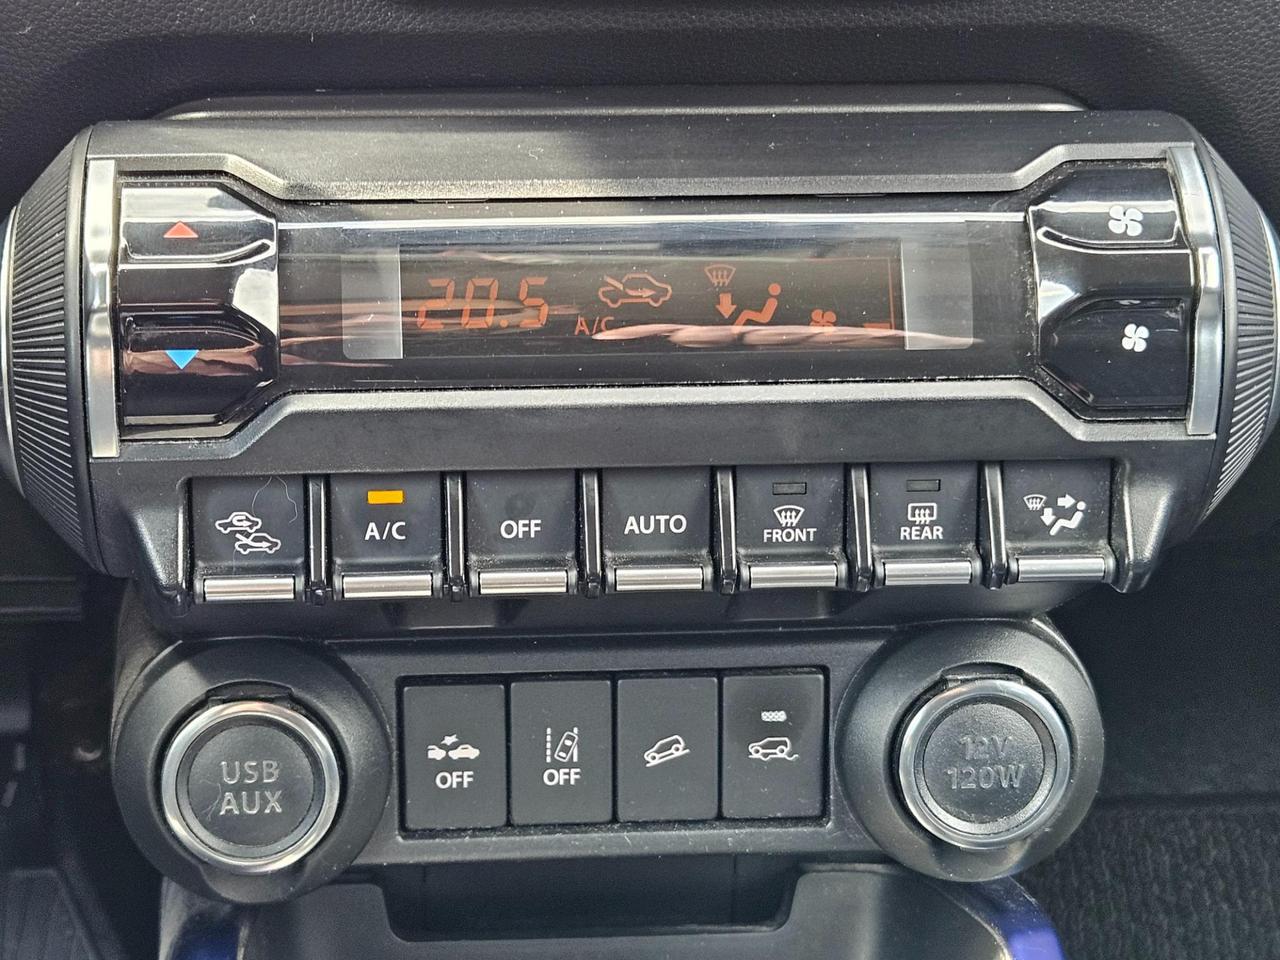 20.5
A/C
A/C
OFF
AUTO
FRONT
REAR
USB
AUX
OFF
OFF
12V
120W